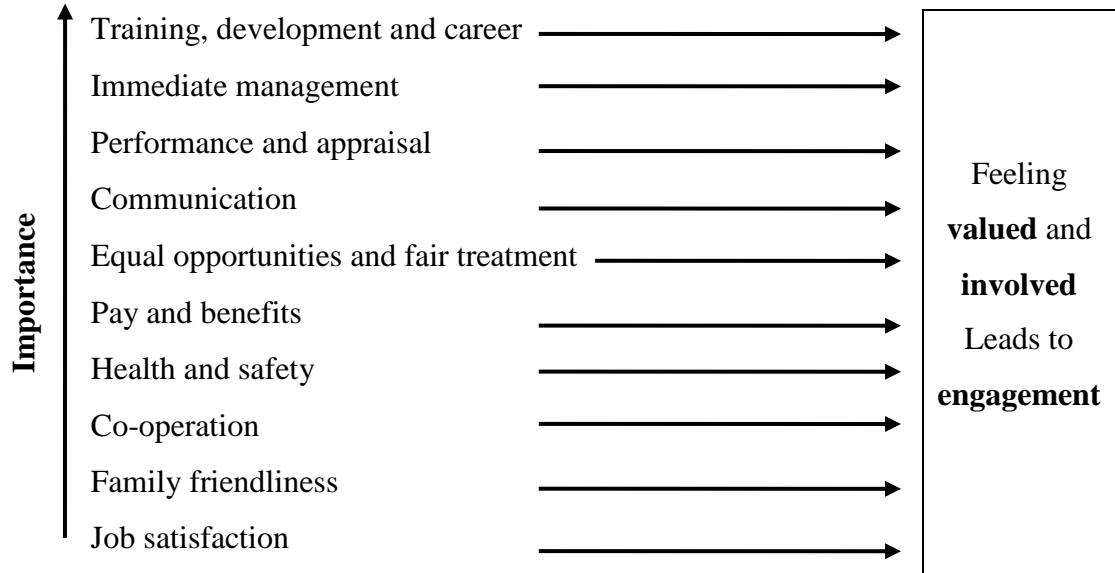 Importance
Training, development and career
Immediate management
Performance and appraisal
Communication
Equal opportunities and fair treatment
Pay and benefits
Health and safety
Co-operation
Family friendliness
Job satisfaction
Feeling
valued and
involved
Leads to
engagement